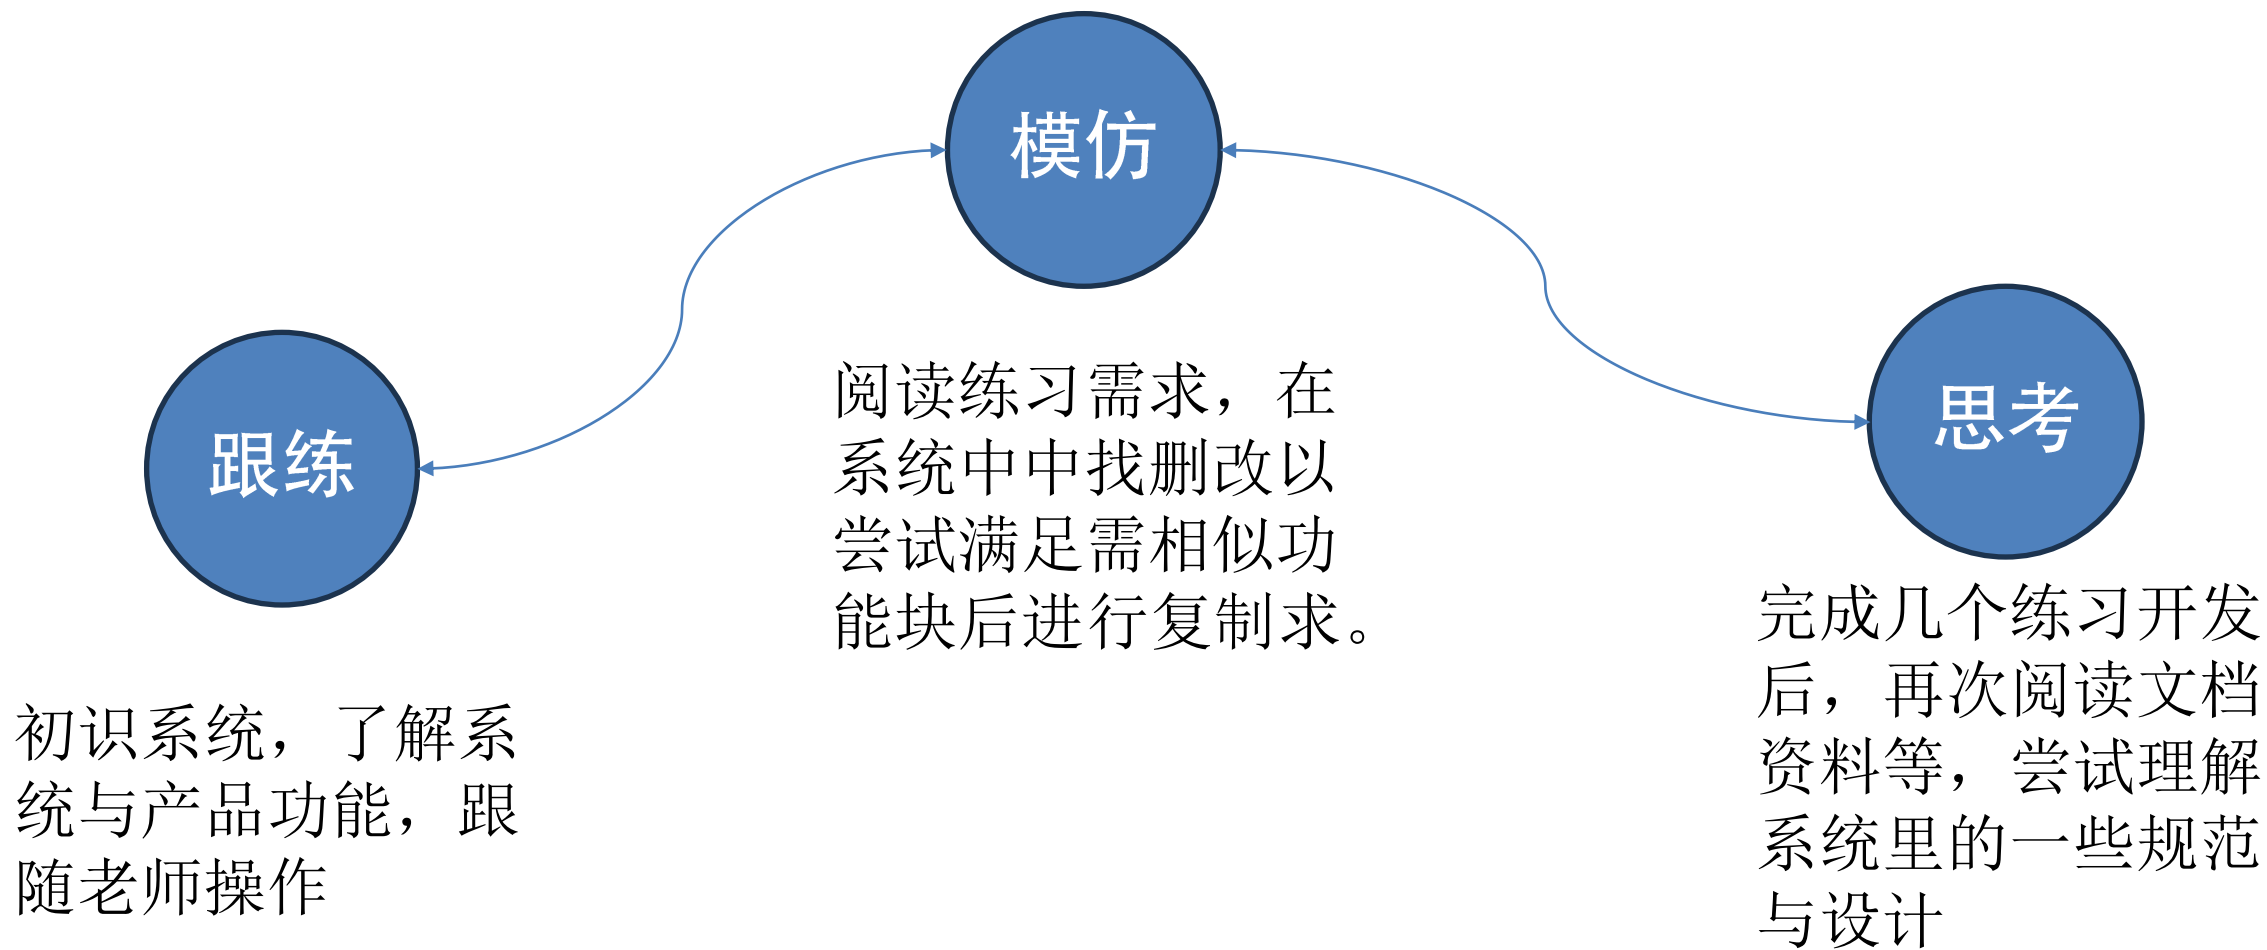 模仿
跟练
思考
阅读练习需求，在
系统中中找删改以
尝试满足需相似功
能块后进行复制求。
初识系统，了解系
统与产品功能，跟
随老师操作
完成几个练习开发
后，再次阅读文档
资料等，尝试理解
系统里的一些规范
与设计